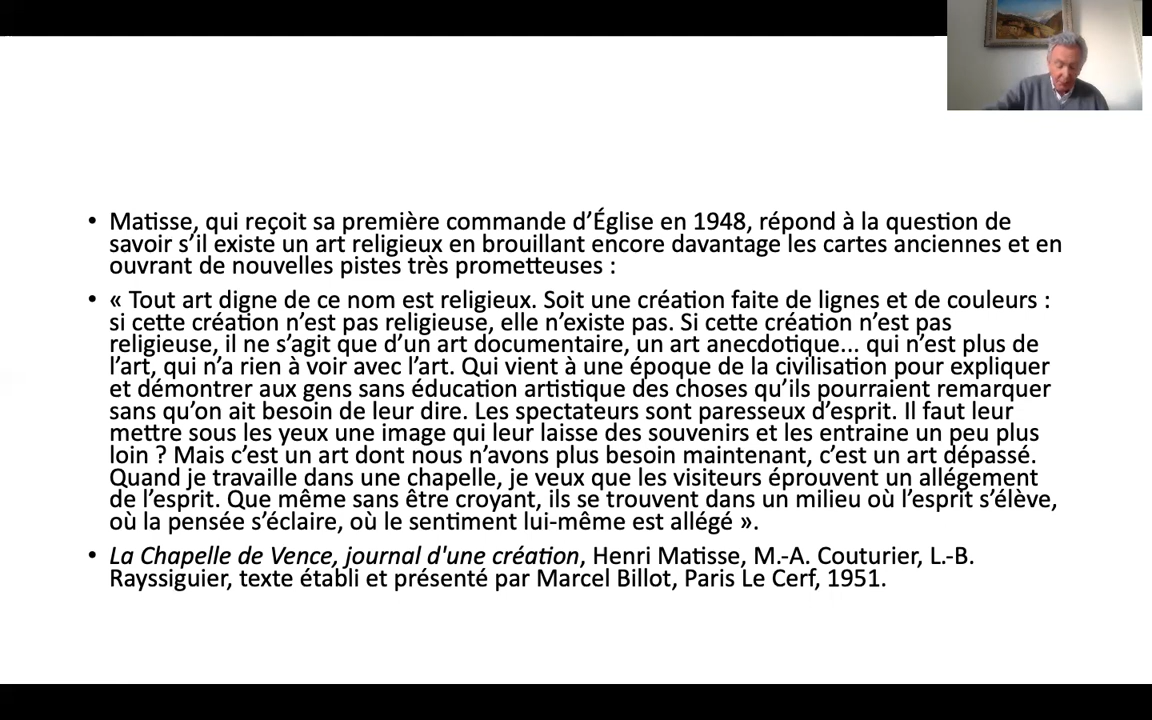 • Matisse, qui reçoit sa première commande d’Église en 1948, répond à la question de
savoir s’il existe un art religieux en brouillant encore davantage les cartes anciennes et en
ouvrant de nouvelles pistes très prometteuses :
• « Tout art digne de ce nom est religieux. Soit une création faite de lignes et de couleurs :
si cette création n’est pas religieuse, elle n’existe pas. Si cette création n’est pas
religieuse, il ne s’agit que d’un art documentaire, un art anecdotique... qui n’est plus de
l’art, qui n’a rien à voir avec l’art. Qui vient à une époque de la civilisation pour expliquer
et démontrer aux gens sans éducation artistique des choses qu’ils pourraient remarquer
sans qu’on ait besoin de leur dire. Les spectateurs sont paresseux d’esprit. Il faut leur
mettre sous les yeux une image qui leur laisse des souvenirs et les entraine un peu plus
loin ? Mais c’est un art dont nous n’avons plus besoin maintenant, c’est un art dépassé.
Quand je travaille dans une chapelle, je veux que les visiteurs éprouvent un allégement
de l’esprit. Que même sans être croyant, ils se trouvent dans un milieu où l’esprit s’élève,
où la pensée s’éclaire, où le sentiment lui-même est allégé ».
• La Chapelle de Vence, journal d'une création, Henri Matisse, M.-A. Couturier, L.-B.
Rayssiguier, texte établi et présenté par Marcel Billot, Paris Le Cerf, 1951.